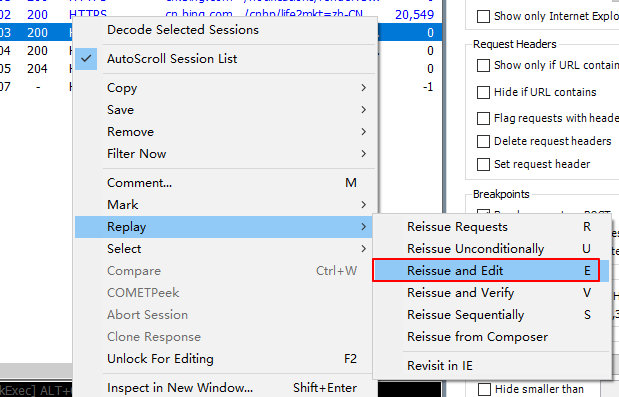 02 200 HTTPS cn.bing.com /cnhp/life?mkt=zh-CN... 20,549
03 200 0
05 204 0
07 - -1
Decode Selected Sessions
AutoScroll Session List
Copy
Save
Remove
Filter Now
Comment... M
Mark
Replay
Select
Compare Ctrl+W
COMETPeek
Abort Session
Clone Response
Unlock For Editing F2
Inspect in New Window... Shift+Enter
Reissue Requests R
Reissue Unconditionally U
Reissue and Edit E
Reissue and Verify V
Reissue Sequentially S
Reissue from Composer
Revisit in IE
Show only Internet Explo
Request Headers
Show only if URL contain
Hide if URL contains
Flag requests with heade
Delete request headers
Set request header
Breakpoints
Hide smaller than
kExec] ALT+